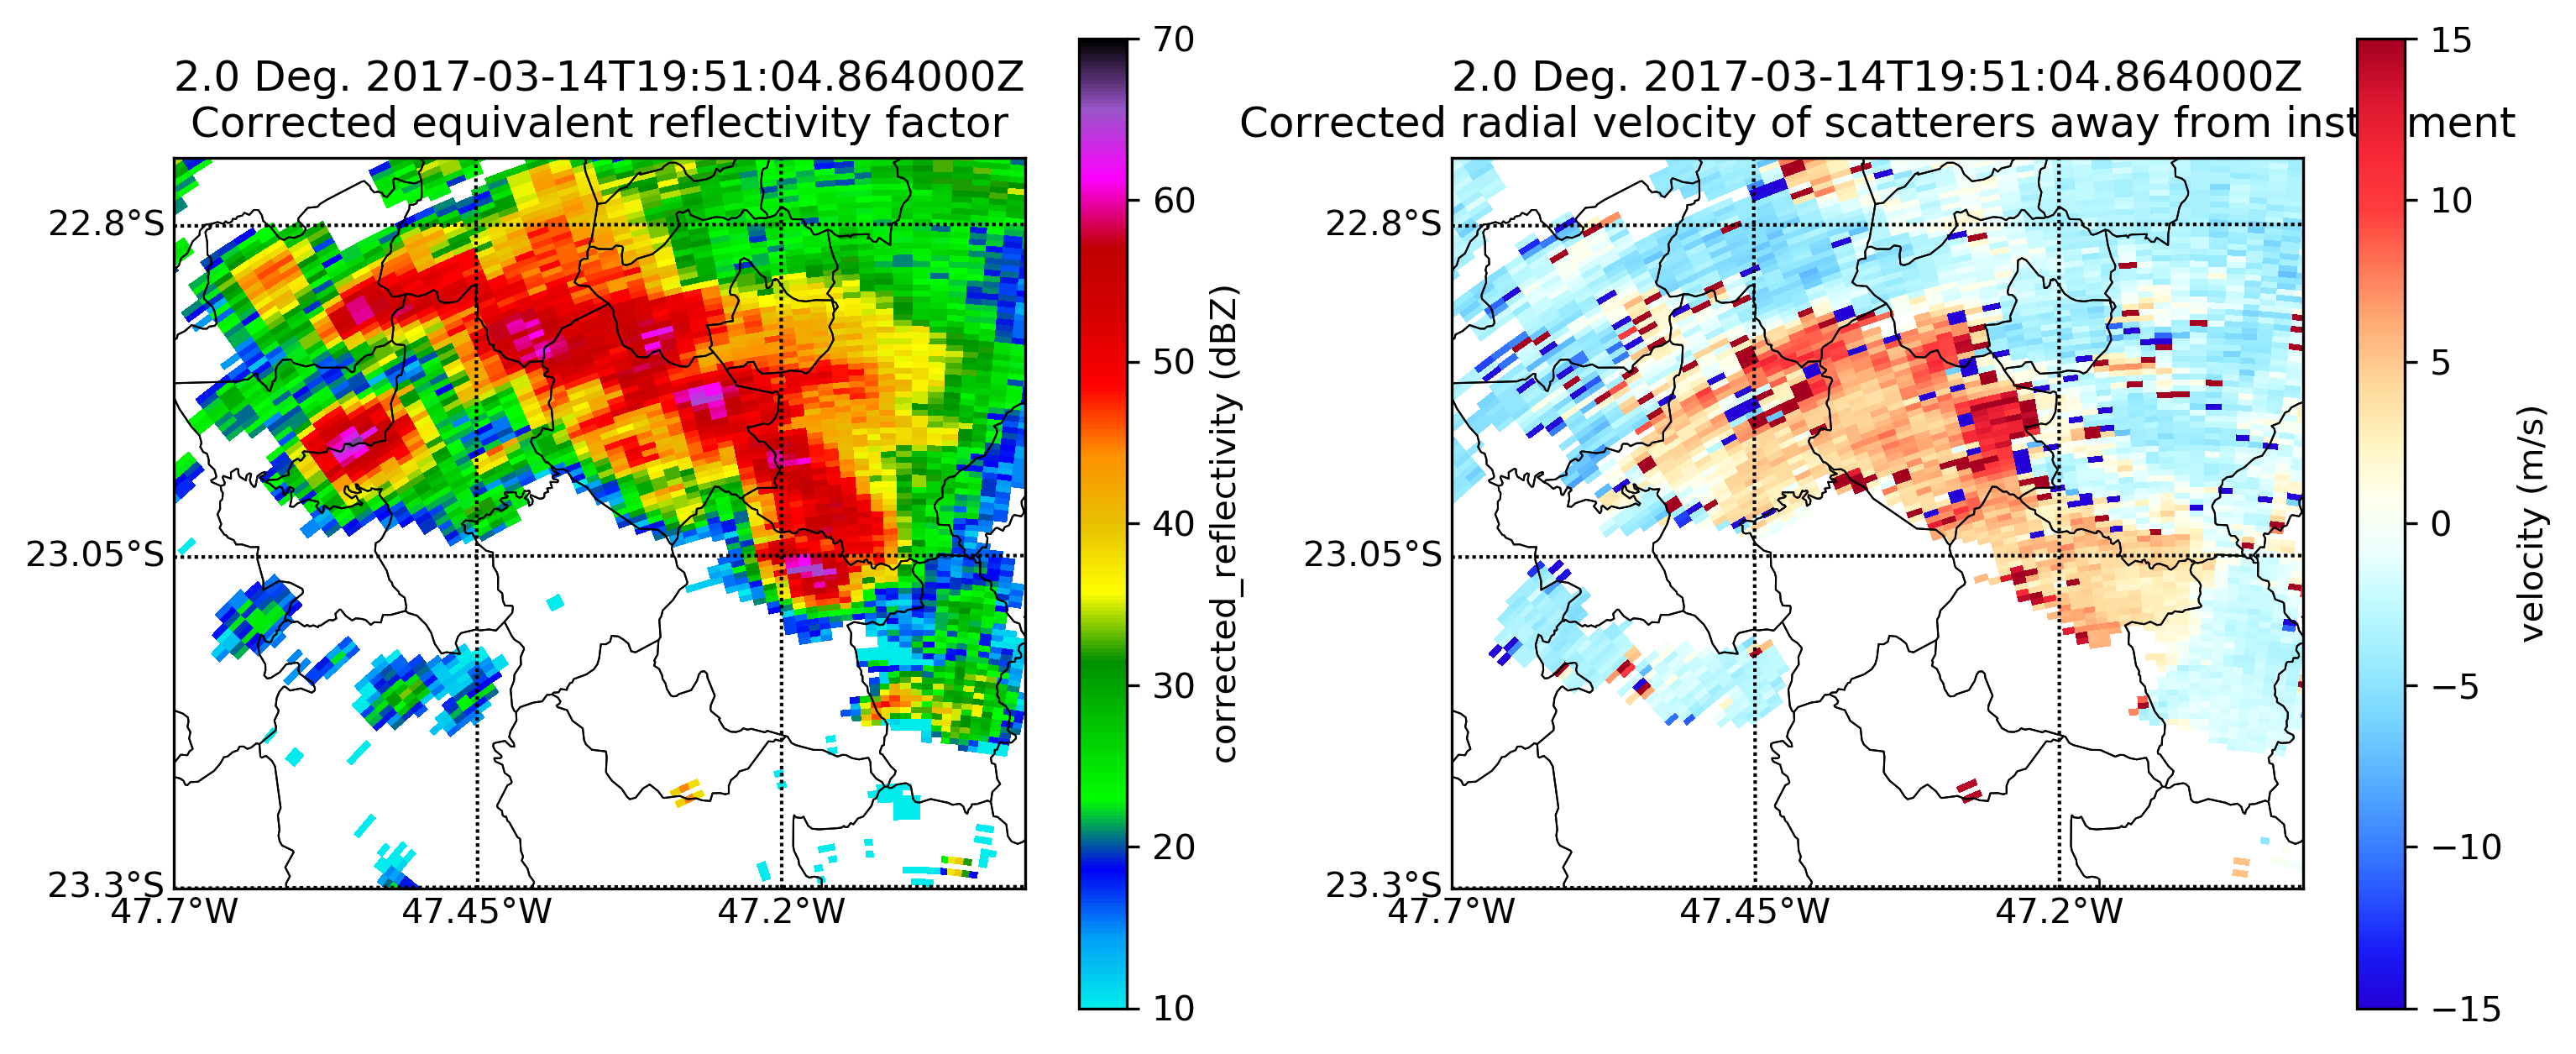 2.0 Deg. 2017-03-14T19:51:04.864000Z
Corrected equivalent reflectivity factor
22.8°S
23.05°S
23.3°S
47.7°W
47.45°W
47.2°W
70
60
50
40
30
20
10
corrected_reflectivity (dBZ)
2.0 Deg. 2017-03-14T19:51:04.864000Z
Corrected radial velocity of scatterers away from inst ment
22.8°S
23.05°S
23.3°S
47.7°W
47.45°W
47.2°W
15
10
5
0
−5
−10
−15
velocity (m/s)